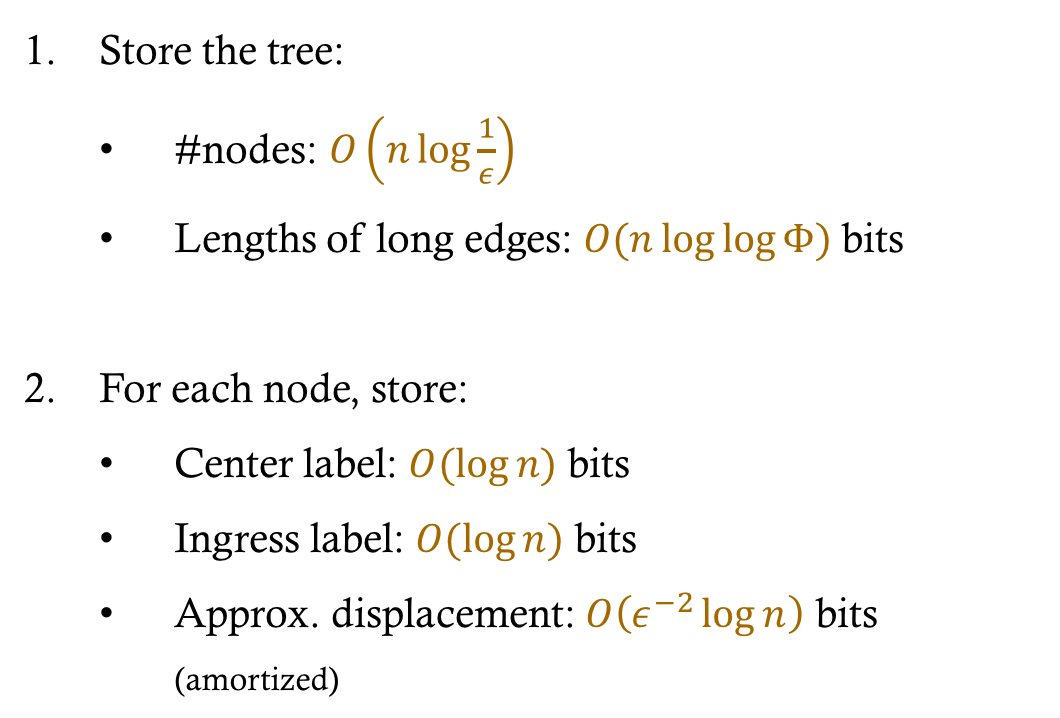 1. Store the tree:
• #nodes: O(n log 1/ϵ)
• Lengths of long edges: O(n log log Φ) bits
2. For each node, store:
• Center label: O(log n) bits
• Ingress label: O(log n) bits
• Approx. displacement: O(ϵ⁻² log n) bits
(amortized)